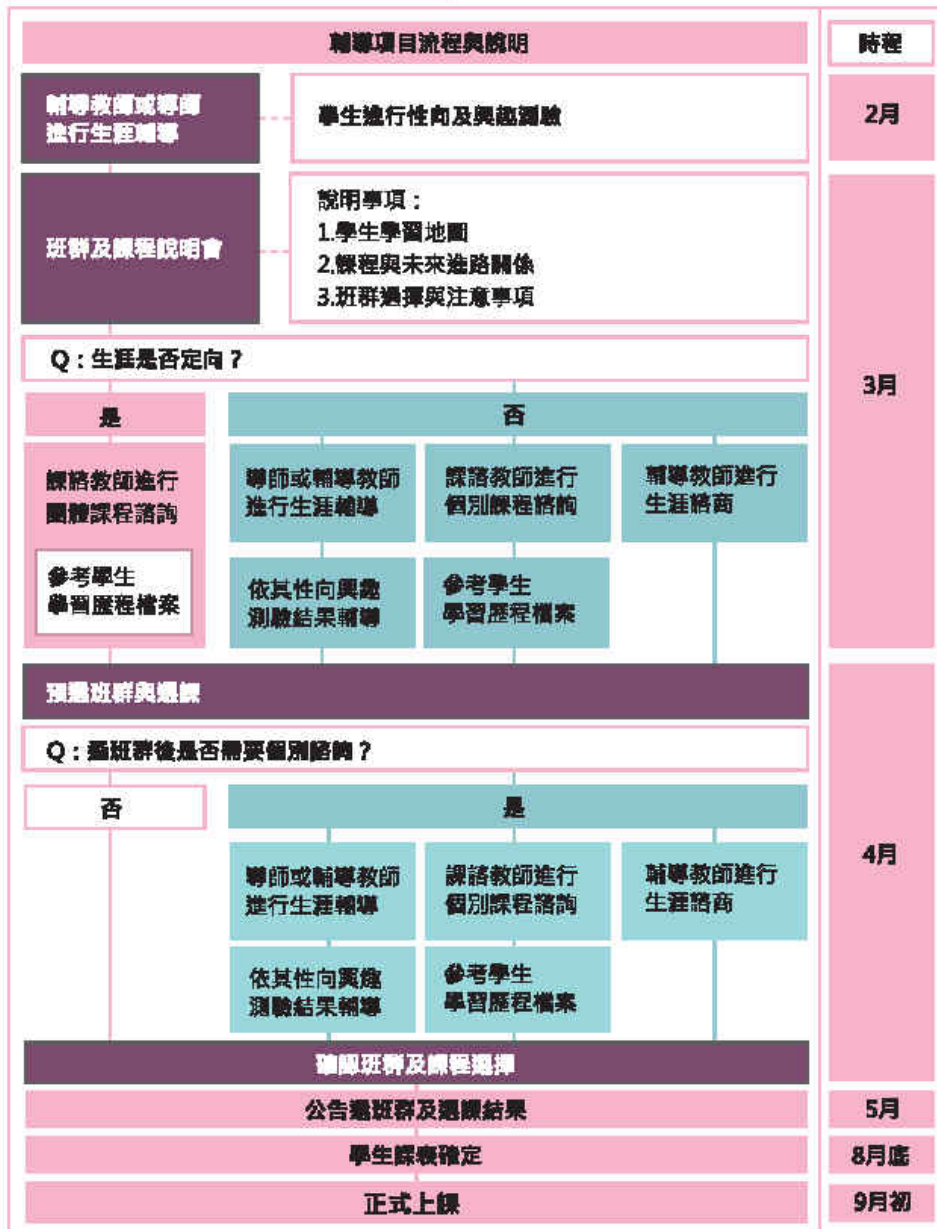 輔導項目流程與說明
時程
輔導教師或導師
進行生涯輔導
學生進行性向及興趣測驗
2月
班群及課程說明會
說明事項：
1.學生學習地圖
2.課程與未來進路關係
3.班群選擇與注意事項
3月
Q：生涯是否定向？
是
否
課諮教師進行
團體課程諮詢
參考學生
學習歷程檔案
導師或輔導教師
進行生涯輔導
課諮教師進行
個別課程諮詢
輔導教師進行
生涯諮商
依其性向興趣
測驗結果輔導
參考學生
學習歷程檔案
預選班群與選課
4月
Q：選班群後是否需要個別諮詢？
否
是
導師或輔導教師
進行生涯輔導
課諮教師進行
個別課程諮詢
輔導教師進行
生涯諮商
依其性向興趣
測驗結果輔導
參考學生
學習歷程檔案
確認班群及課程選擇
公告選班群及選課結果
5月
學生課表確定
8月底
正式上課
9月初